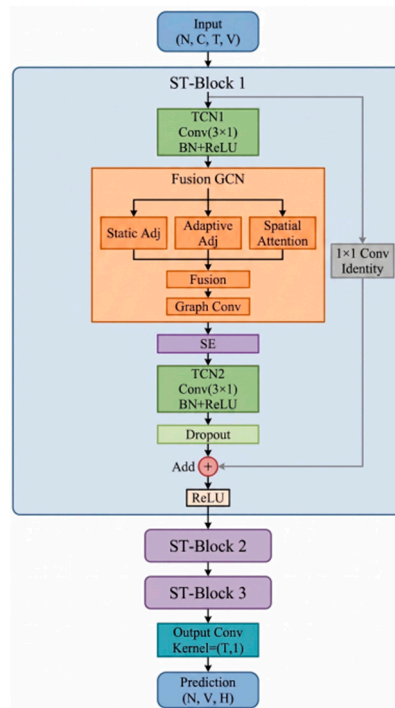 Input
(N, C, T, V)
ST-Block 1
TCN1
Conv(3×1)
BN+ReLU
Fusion GCN
Static Adj
Adaptive
Adj
Spatial
Attention
1×1 Conv
Identity
Fusion
Graph Conv
SE
TCN2
Conv(3×1)
BN+ReLU
Dropout
Add +
ReLU
ST-Block 2
ST-Block 3
Output Conv
Kernel=(T,1)
Prediction
(N, V, H)